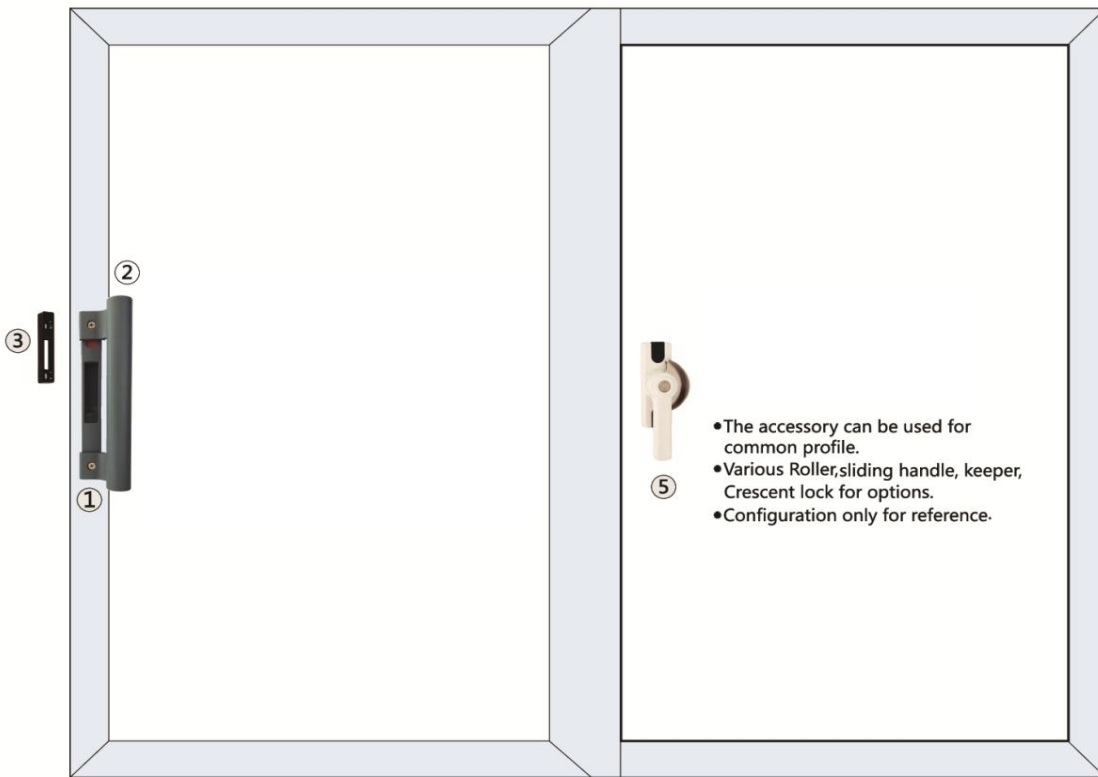 ②
③
①
⑤
•The accessory can be used for
common profile.
•Various Roller,sliding handle, keeper,
Crescent lock for options.
•Configuration only for reference.